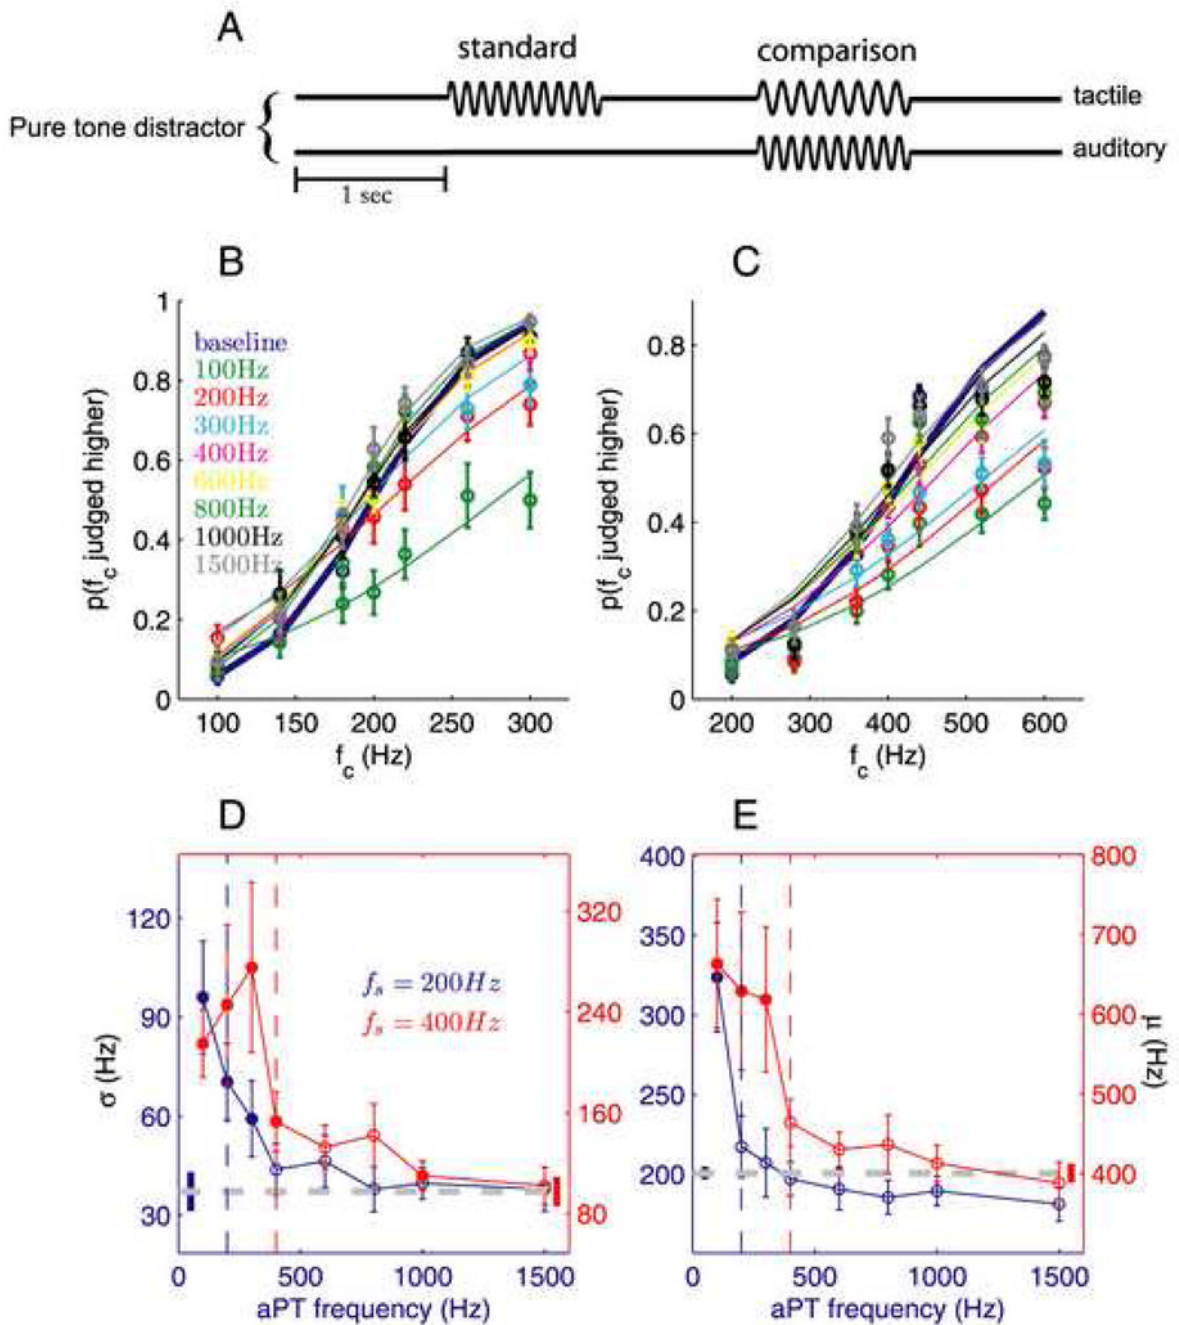 A
standard comparison
tactile
Pure tone distractor {
auditory
1 sec
B
C
1
0.8
0.6
0.4
0.2
0
p(f_c judged higher)
baseline
100Hz
200Hz
300Hz
400Hz
600Hz
800Hz
1000Hz
1500Hz
100 150 200 250 300
f_c (Hz)
0.8
0.6
0.4
0.2
0
p(f_c judged higher)
200 300 400 500 600
f_c (Hz)
D
E
120
90
60
30
σ (Hz)
f_s = 200Hz
f_s = 400Hz
320
240
160
80
0 500 1000 1500
aPT frequency (Hz)
400
350
300
250
200
800
700
600
500
400
μ (Hz)
0 500 1000 1500
aPT frequency (Hz)